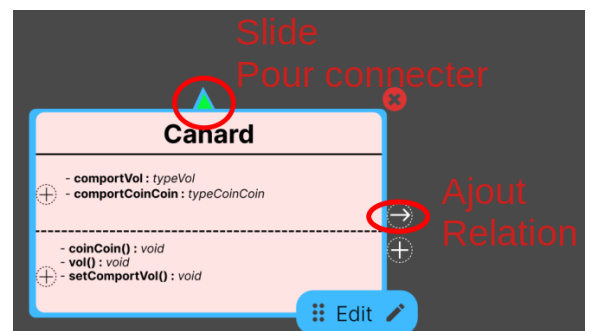 Slide
Pour connecter
Canard
- comportVol : typeVol
- comportCoinCoin : typeCoinCoin
Ajout
Relation
- coinCoin() : void
- vol() : void
- setComportVol() : void
Edit